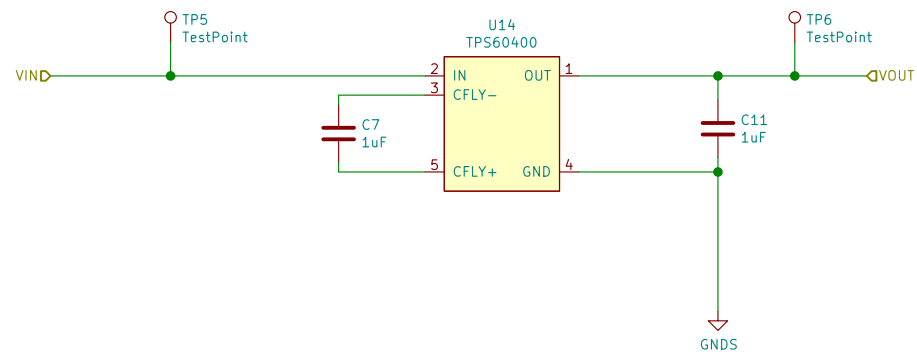 TP5
TestPoint
U14
TPS60400
TP6
TestPoint
VIN
2
IN
OUT
1
VOUT
3
CFLY-
C7
1uF
C11
1uF
5
CFLY+
GND
4
GNDS